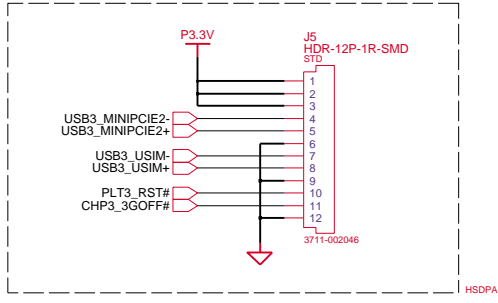 P3.3V
J5
HDR-12P-1R-SMD
STD
1
2
3
USB3_MINIPCIE2- 4
USB3_MINIPCIE2+ 5
6
USB3_USIM- 7
USB3_USIM+ 8
9
PLT3_RST# 10
CHP3_3GOFF# 11
12
3711-002046
HSDPA